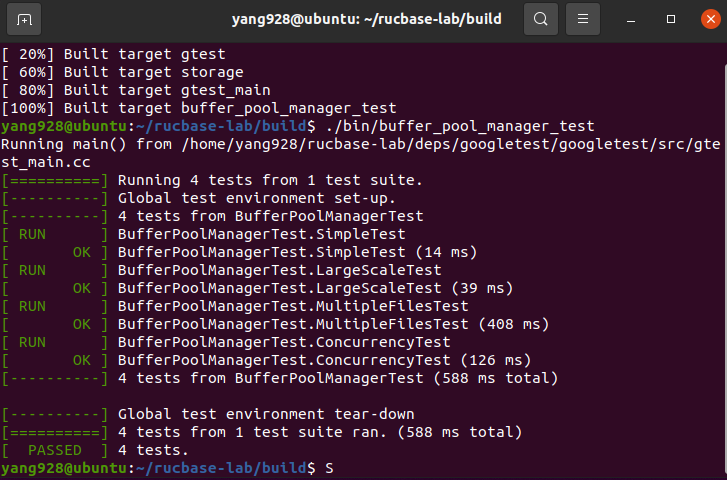 yang928@ubuntu: ~/rucbase-lab/build
[ 20%] Built target gtest
[ 60%] Built target storage
[ 80%] Built target gtest_main
[100%] Built target buffer_pool_manager_test
yang928@ubuntu:~/rucbase-lab/build$ ./bin/buffer_pool_manager_test
Running main() from /home/yang928/rucbase-lab/deps/googletest/googletest/src/gte
st_main.cc
[==========] Running 4 tests from 1 test suite.
[----------] Global test environment set-up.
[----------] 4 tests from BufferPoolManagerTest
[ RUN      ] BufferPoolManagerTest.SimpleTest
[       OK ] BufferPoolManagerTest.SimpleTest (14 ms)
[ RUN      ] BufferPoolManagerTest.LargeScaleTest
[       OK ] BufferPoolManagerTest.LargeScaleTest (39 ms)
[ RUN      ] BufferPoolManagerTest.MultipleFilesTest
[       OK ] BufferPoolManagerTest.MultipleFilesTest (408 ms)
[ RUN      ] BufferPoolManagerTest.ConcurrencyTest
[       OK ] BufferPoolManagerTest.ConcurrencyTest (126 ms)
[----------] 4 tests from BufferPoolManagerTest (588 ms total)

[----------] Global test environment tear-down
[==========] 4 tests from 1 test suite ran. (588 ms total)
[  PASSED  ] 4 tests.
yang928@ubuntu:~/rucbase-lab/build$ S